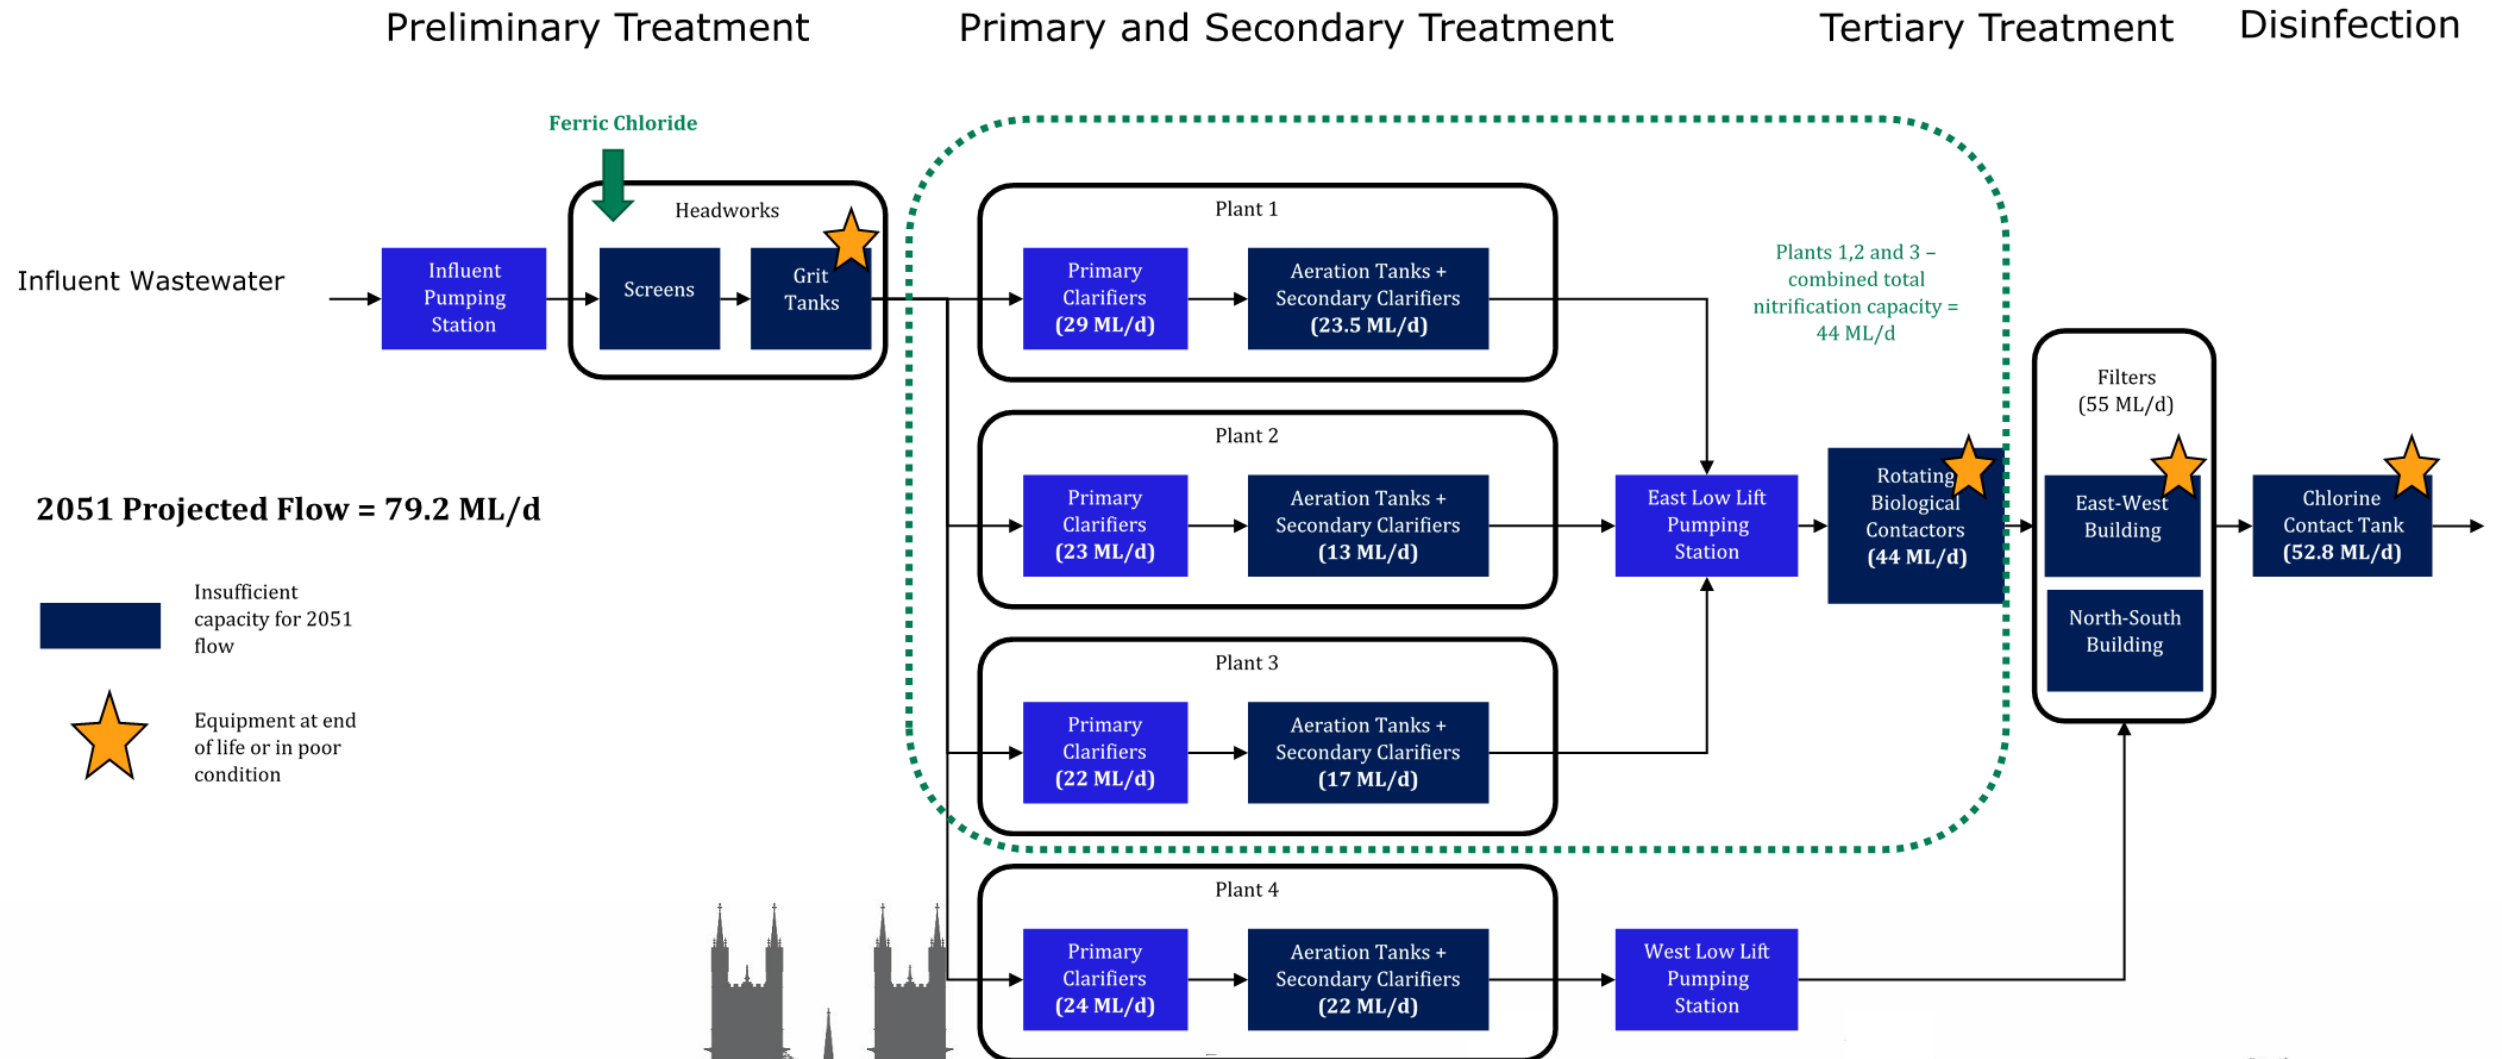 Preliminary Treatment
Primary and Secondary Treatment
Tertiary Treatment
Disinfection
Ferric Chloride
Headworks
Influent Wastewater
Influent
Pumping
Station
Screens
Grit
Tanks
Plant 1
Primary
Clarifiers
(29 ML/d)
Aeration Tanks +
Secondary Clarifiers
(23.5 ML/d)
Plants 1,2 and 3 –
combined total
nitrification capacity =
44 ML/d
Plant 2
Primary
Clarifiers
(23 ML/d)
Aeration Tanks +
Secondary Clarifiers
(13 ML/d)
East Low Lift
Pumping
Station
Rotating
Biological
Contactors
(44 ML/d)
Filters
(55 ML/d)
East-West
Building
North-South
Building
Chlorine
Contact Tank
(52.8 ML/d)
2051 Projected Flow = 79.2 ML/d
Insufficient
capacity for 2051
flow
Equipment at end
of life or in poor
condition
Plant 3
Primary
Clarifiers
(22 ML/d)
Aeration Tanks +
Secondary Clarifiers
(17 ML/d)
Plant 4
Primary
Clarifiers
(24 ML/d)
Aeration Tanks +
Secondary Clarifiers
(22 ML/d)
West Low Lift
Pumping
Station